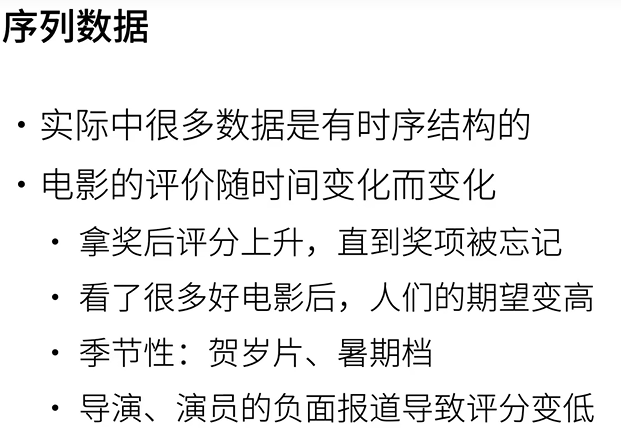 序列数据
• 实际中很多数据是有时序结构的
• 电影的评价随时间变化而变化
• 拿奖后评分上升，直到奖项被忘记
• 看了很多好电影后，人们的期望变高
• 季节性：贺岁片、暑期档
• 导演、演员的负面报道导致评分变低